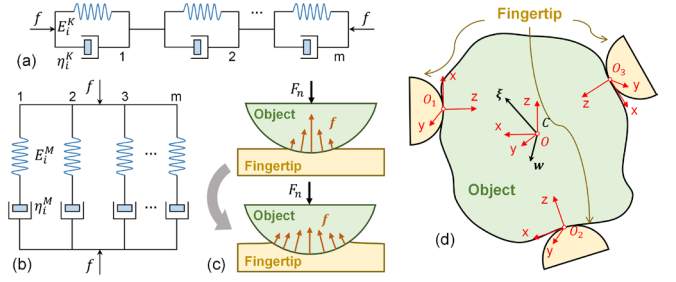 f
E_i^K
η_i^K
1
2
...
m
f
(a)
1
2
3
m
f
E_i^M
...
η_i^M
...
f
(b)
F_n
Object
f
Fingertip
F_n
Object
f
Fingertip
(c)
Fingertip
x
O_1
z
y
O_3
y
z
x
ξ
z
C
x
O
y
w
Object
z
O_2
x
y
(d)